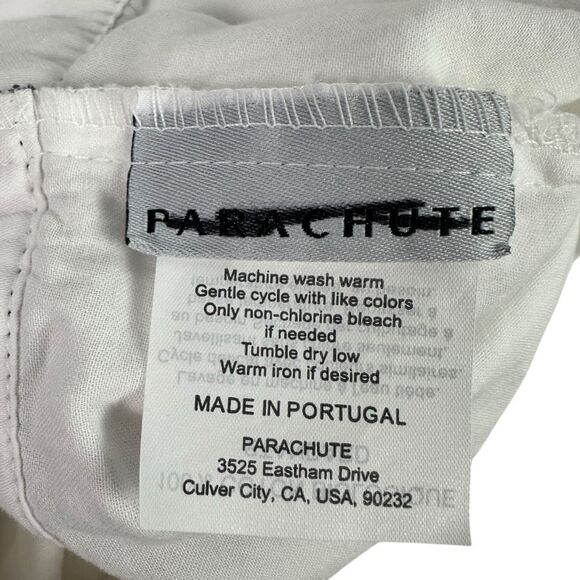 PARACHUTE
Machine wash warm
Gentle cycle with like colors
Only non-chlorine bleach
if needed
Tumble dry low
Warm iron if desired
MADE IN PORTUGAL
PARACHUTE
3525 Eastham Drive
Culver City, CA, USA, 90232